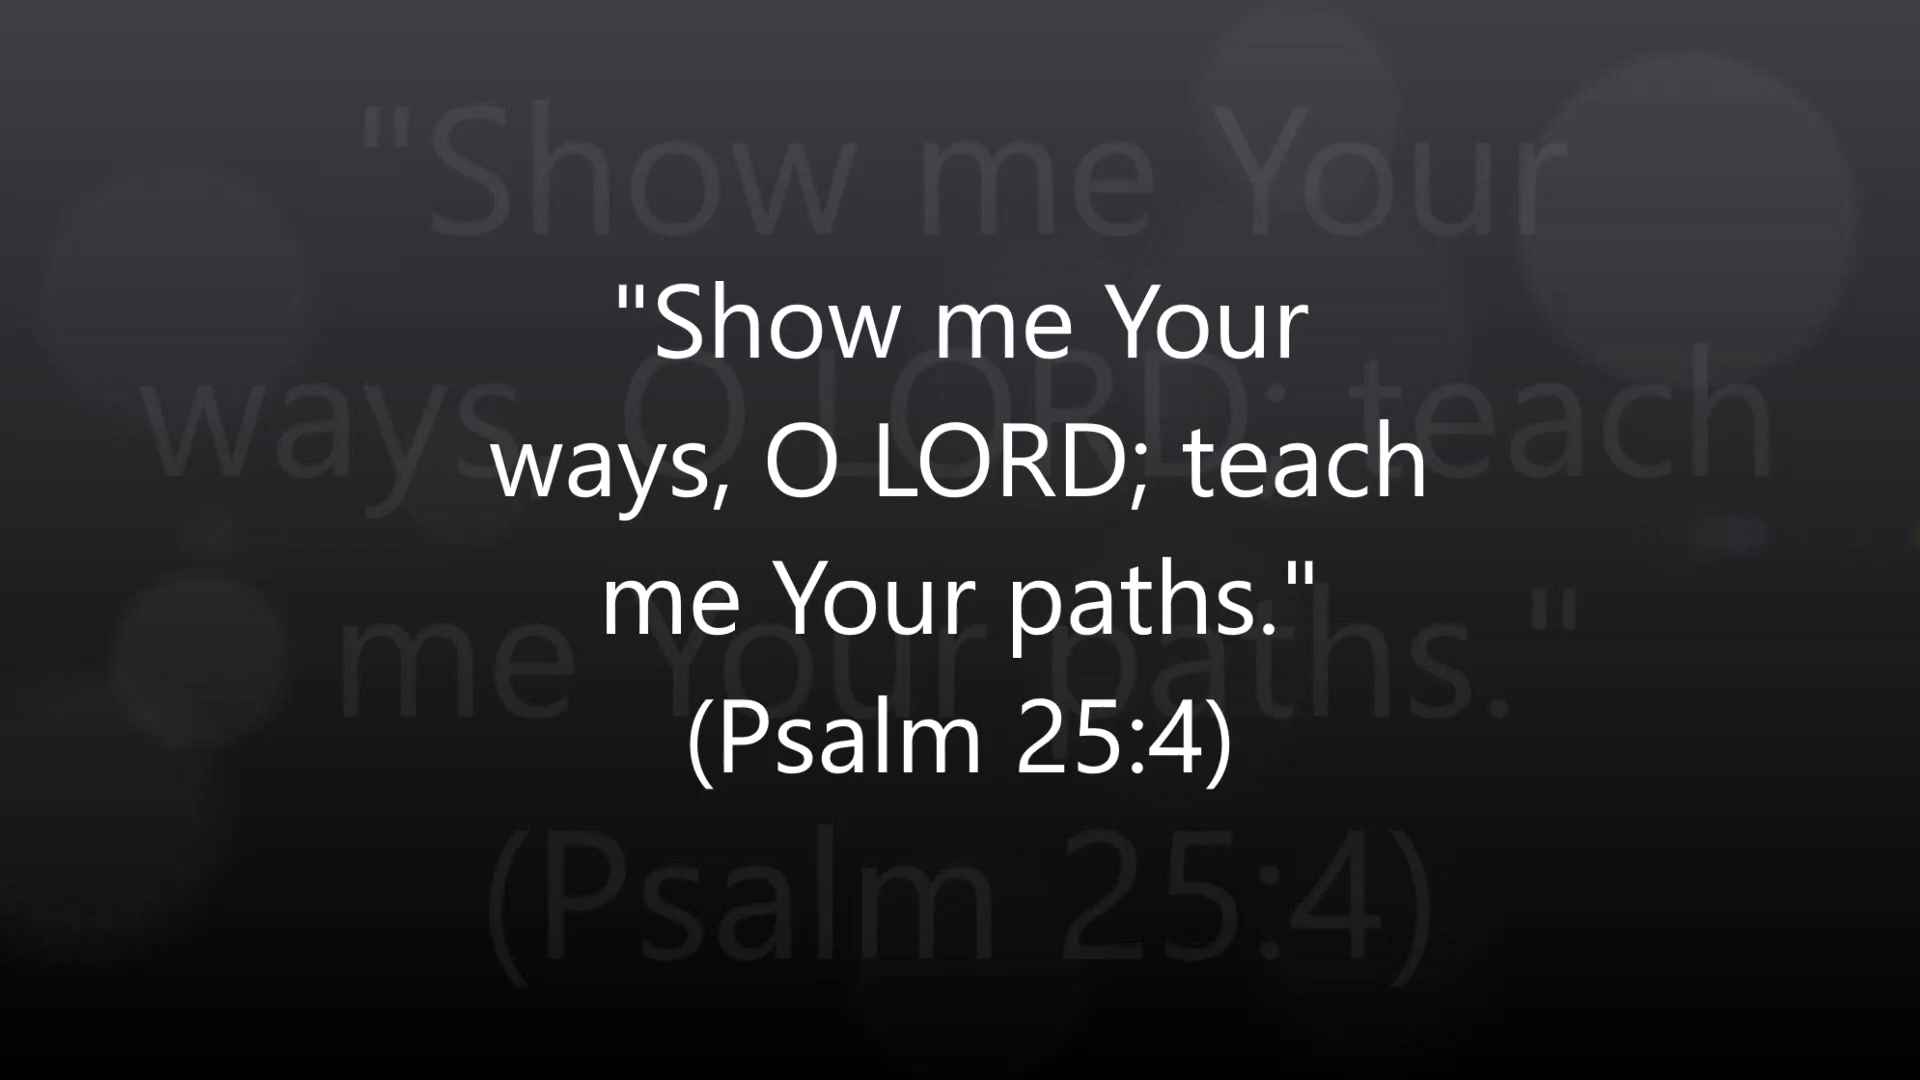 "Show me Your
ways, O LORD; teach
me Your paths."
(Psalm 25:4)